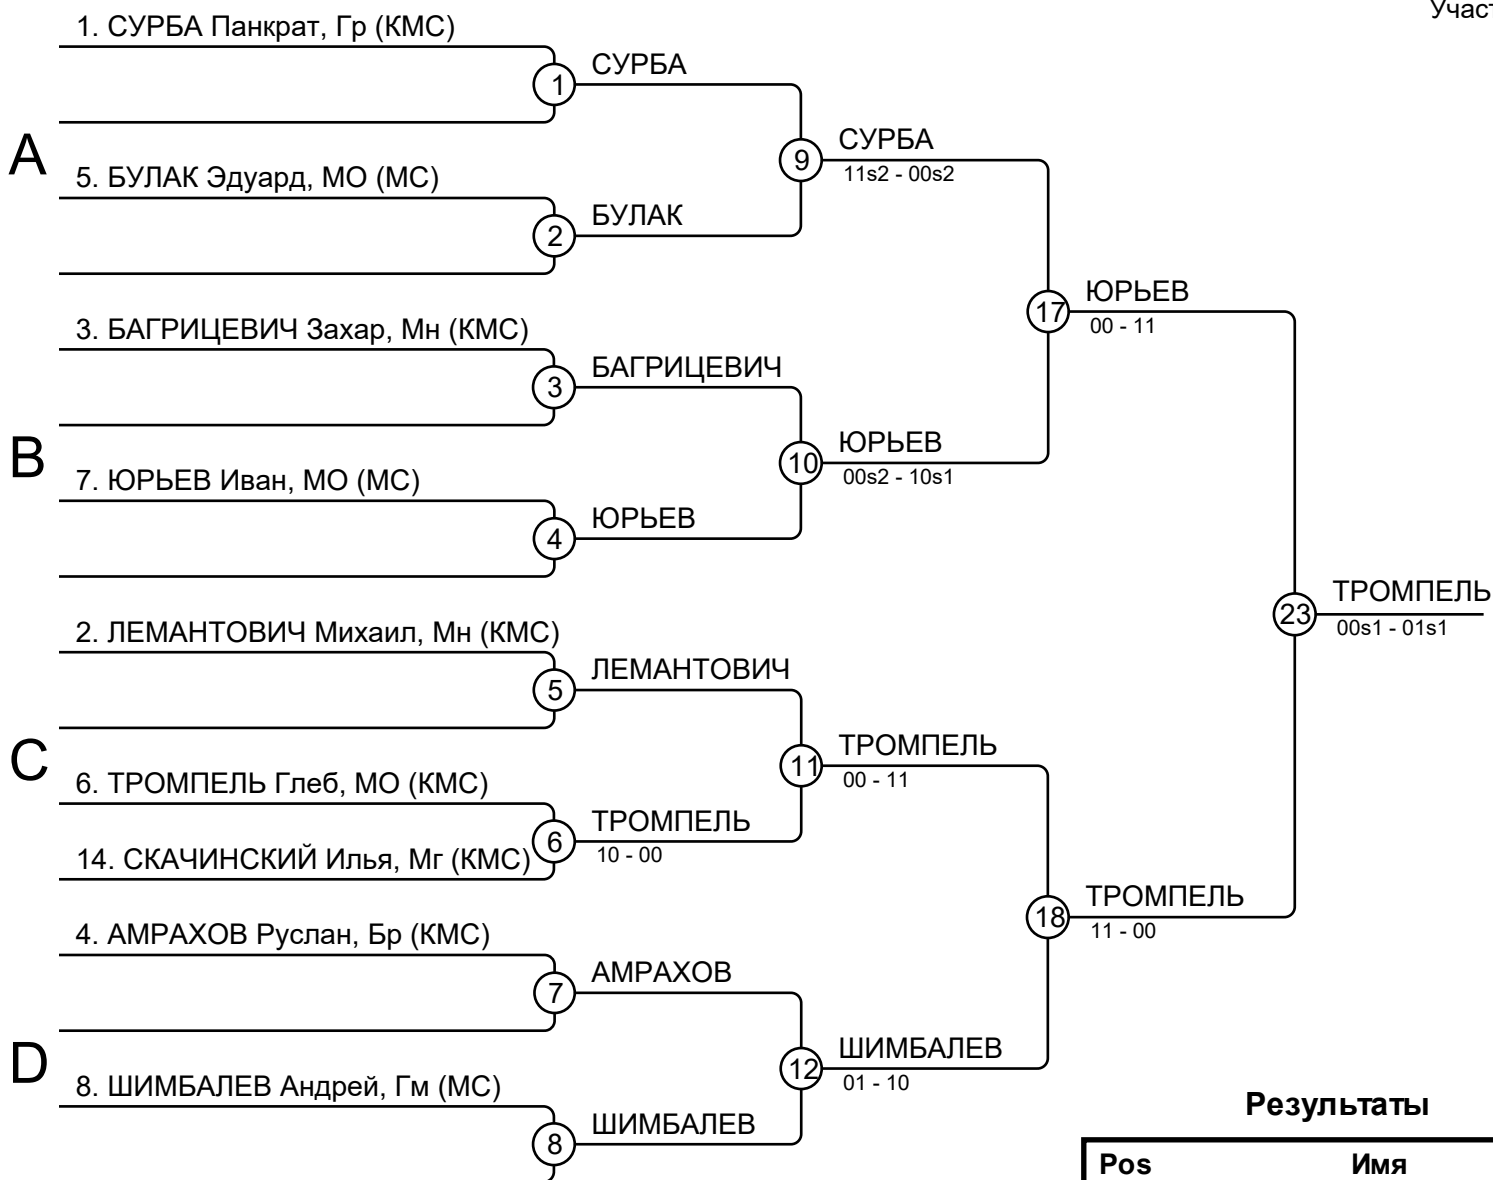 Участ
1. СУРБА Панкрат, Гр (КМС)
1
СУРБА
A
9
СУРБА
11s2 - 00s2
5. БУЛАК Эдуард, МО (МС)
2
БУЛАК
17
ЮРЬЕВ
00 - 11
3. БАГРИЦЕВИЧ Захар, Мн (КМС)
3
БАГРИЦЕВИЧ
B
10
ЮРЬЕВ
00s2 - 10s1
7. ЮРЬЕВ Иван, МО (МС)
4
ЮРЬЕВ
23
ТРОМПЕЛЬ
00s1 - 01s1
2. ЛЕМАНТОВИЧ Михаил, Мн (КМС)
5
ЛЕМАНТОВИЧ
C
11
ТРОМПЕЛЬ
00 - 11
6. ТРОМПЕЛЬ Глеб, МО (КМС)
6
ТРОМПЕЛЬ
10 - 00
14. СКАЧИНСКИЙ Илья, Мг (КМС)
18
ТРОМПЕЛЬ
11 - 00
4. АМРАХОВ Руслан, Бр (КМС)
7
АМРАХОВ
D
12
ШИМБАЛЕВ
01 - 10
8. ШИМБАЛЕВ Андрей, Гм (МС)
8
ШИМБАЛЕВ
Результаты
Pos Имя